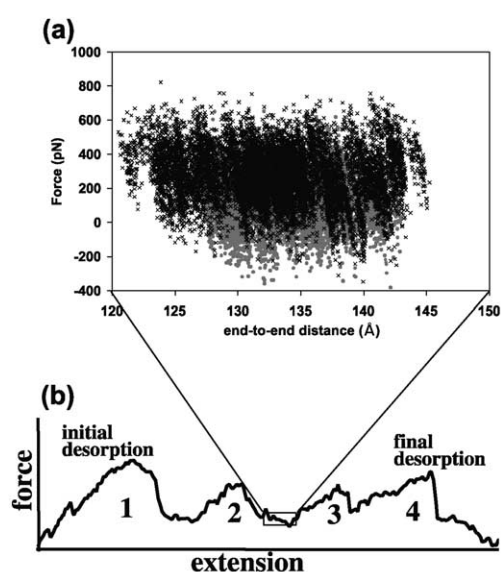 (a)
1000
800
600
400
200
0
-200
-400
Force (pN)
120 125 130 135 140 145 150
end-to-end distance (Å)
(b)
initial
desorption
final
desorption
force
1 2 3 4
extension